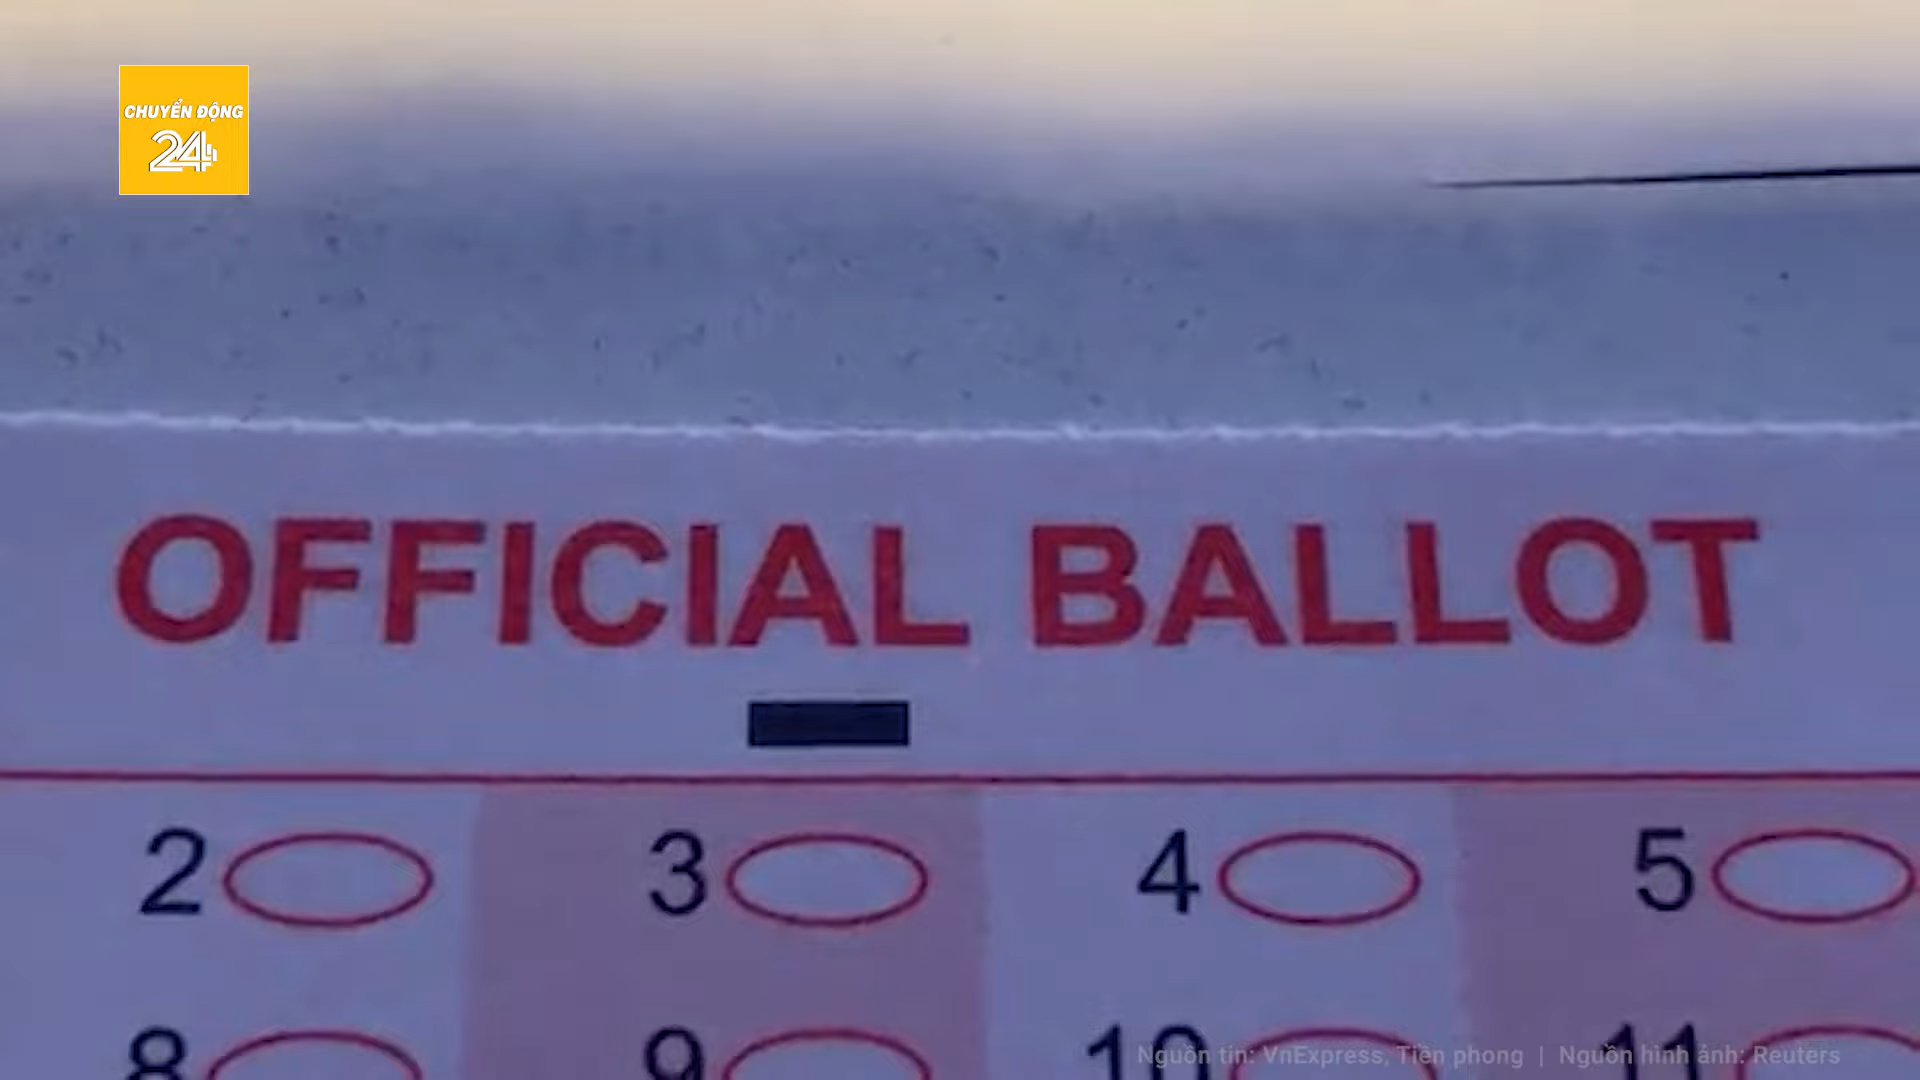 CHUYỂN ĐỘNG
24h
OFFICIAL BALLOT
2 3 4 5
8 9 10 11
Nguồn tin: VnExpress, Tiền phong | Nguồn hình ảnh: Reuters